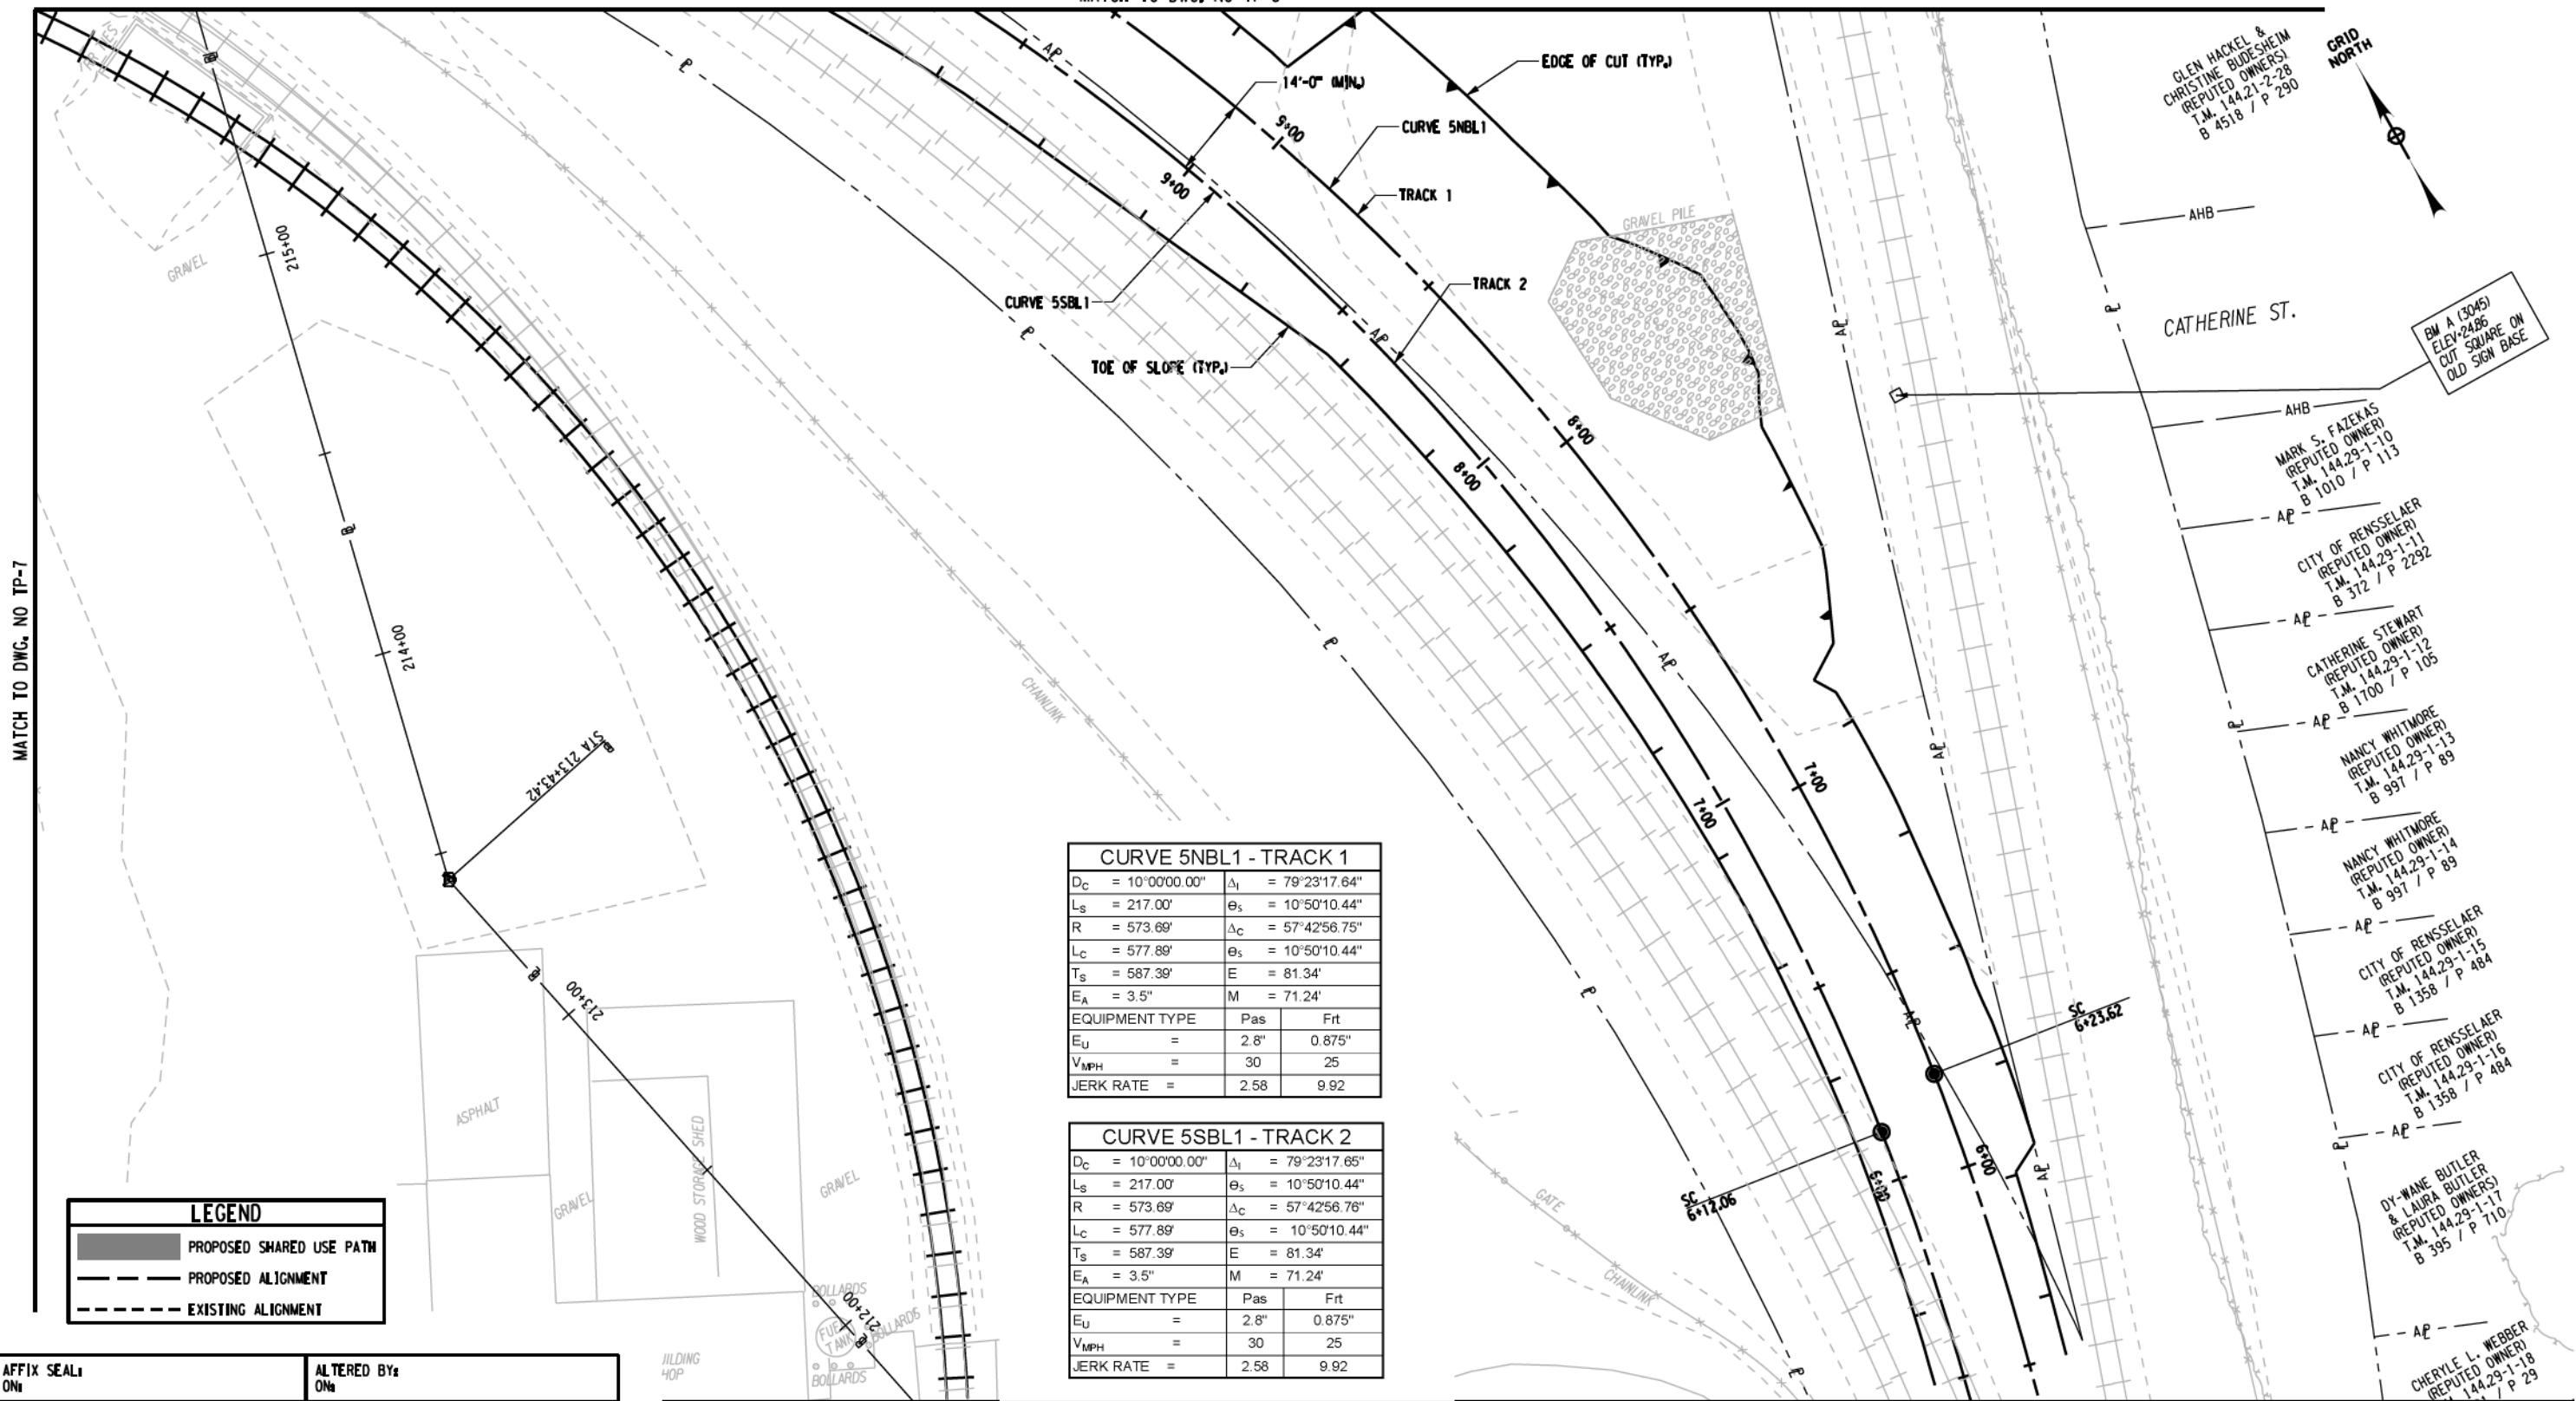 GLEN HACKEL &
CHRISTINE BUDESHEIM
(REPUTED OWNERS)
T.M. 144.21-2-28
B 4518 / P 290
GRID
NORTH
EDGE OF CUT (TYP.)
14'-0" (MIN.)
CURVE 5NBL1
TRACK 1
9+00
9+00
GRAVEL PILE
TRACK 2
CURVE 5SBL1
TOE OF SLOPE (TYP.)
AHB
CATHERINE ST.
BM A (3045)
ELEV=24.86
CUT SQUARE ON
OLD SIGN BASE
AHB
MARK S. FAZEKAS
(REPUTED OWNER)
T.M. 144.29-1-10
B 1010 / P 113
CITY OF RENSSELAER
(REPUTED OWNER)
T.M. 144.29-1-11
B 372 / P 2292
CATHERINE STEWART
(REPUTED OWNER)
T.M. 144.29-1-12
B 1700 / P 105
NANCY WHITMORE
(REPUTED OWNER)
T.M. 144.29-1-13
B 997 / P 89
NANCY WHITMORE
(REPUTED OWNER)
T.M. 144.29-1-14
B 997 / P 89
CITY OF RENSSELAER
(REPUTED OWNER)
T.M. 144.29-1-15
B 1358 / P 484
CITY OF RENSSELAER
(REPUTED OWNER)
T.M. 144.29-1-16
B 1358 / P 484
DY-WANE BUTLER
& LAURA BUTLER
(REPUTED OWNERS)
T.M. 144.29-1-17
B 395 / P 710
CHERYLE L. WEBBER
(REPUTED OWNER)
144.29-1-18
/ P 29
8+00
8+00
7+00
7+00
SC
6+23.62
SC
6+12.06
6+00
6+00
GRAVEL
215+00
214+00
STA 213+43.42
213+00
212+00
MATCH TO DWG. NO TP-7
CHAINLINK
ASPHALT
GRAVEL
WOOD STORAGE SHED
GRAVEL
BOLLARDS
FUEL
TANK
BOLLARDS
BOLLARDS
GATE
CHAINLINK
CURVE 5NBL1 - TRACK 1
Dc = 10°00'00.00" ΔI = 79°23'17.64"
Ls = 217.00' Θs = 10°50'10.44"
R = 573.69' Δc = 57°42'56.75"
Lc = 577.89' Θs = 10°50'10.44"
Ts = 587.39' E = 81.34'
EA = 3.5" M = 71.24'
EQUIPMENT TYPE Pas Frt
EU = 2.8" 0.875"
VMPH = 30 25
JERK RATE = 2.58 9.92
CURVE 5SBL1 - TRACK 2
Dc = 10°00'00.00" ΔI = 79°23'17.65"
Ls = 217.00' Θs = 10°50'10.44"
R = 573.69' Δc = 57°42'56.76"
Lc = 577.89' Θs = 10°50'10.44"
Ts = 587.39' E = 81.34'
EA = 3.5" M = 71.24'
EQUIPMENT TYPE Pas Frt
EU = 2.8" 0.875"
VMPH = 30 25
JERK RATE = 2.58 9.92
LEGEND
PROPOSED SHARED USE PATH
PROPOSED ALIGNMENT
EXISTING ALIGNMENT
AFFIX SEAL:
ON:
ALTERED BY:
ON: